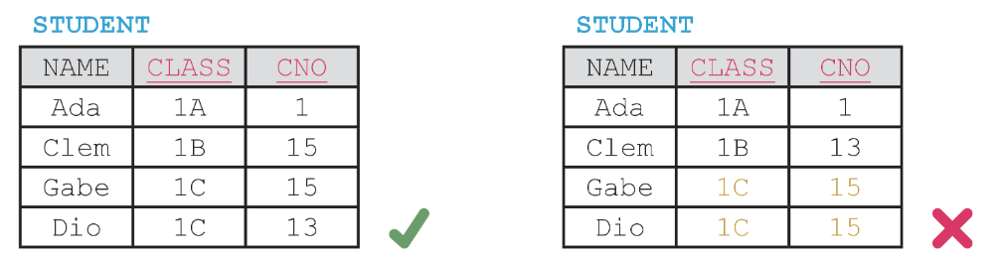 STUDENT
NAME CLASS CNO
Ada 1A 1
Clem 1B 15
Gabe 1C 15
Dio 1C 13
STUDENT
NAME CLASS CNO
Ada 1A 1
Clem 1B 13
Gabe 1C 15
Dio 1C 15